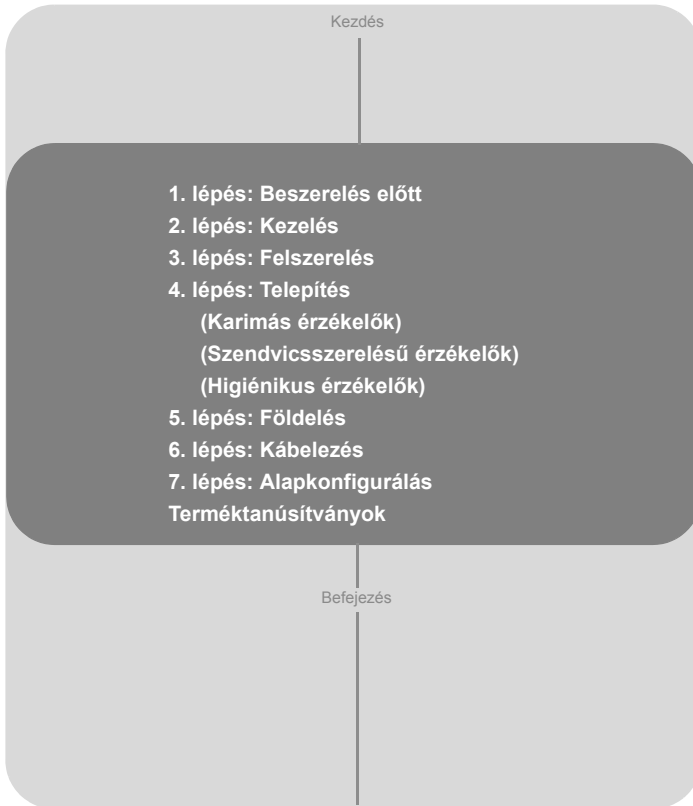 Kezdés
1. lépés: Beszerelés előtt
2. lépés: Kezelés
3. lépés: Felszerelés
4. lépés: Telepítés
(Karimás érzékelők)
(Szendvicsszerelésű érzékelők)
(Higiénikus érzékelők)
5. lépés: Földelés
6. lépés: Kábelezés
7. lépés: Alapkonfigurálás
Terméktanúsítványok
Befejezés